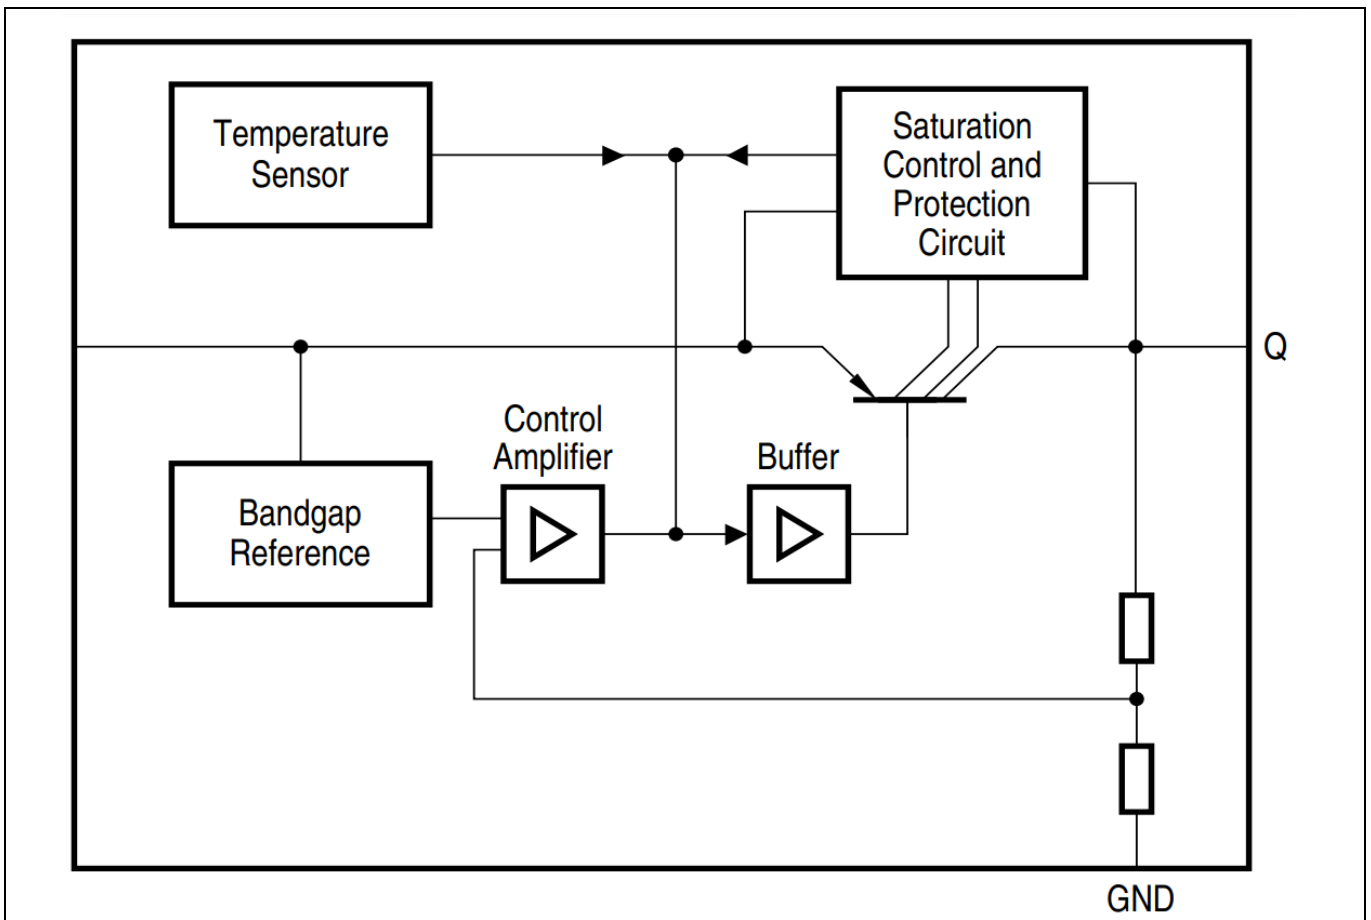 Temperature
Sensor
Saturation
Control and
Protection
Circuit
Q
Control
Amplifier
Buffer
Bandgap
Reference
GND